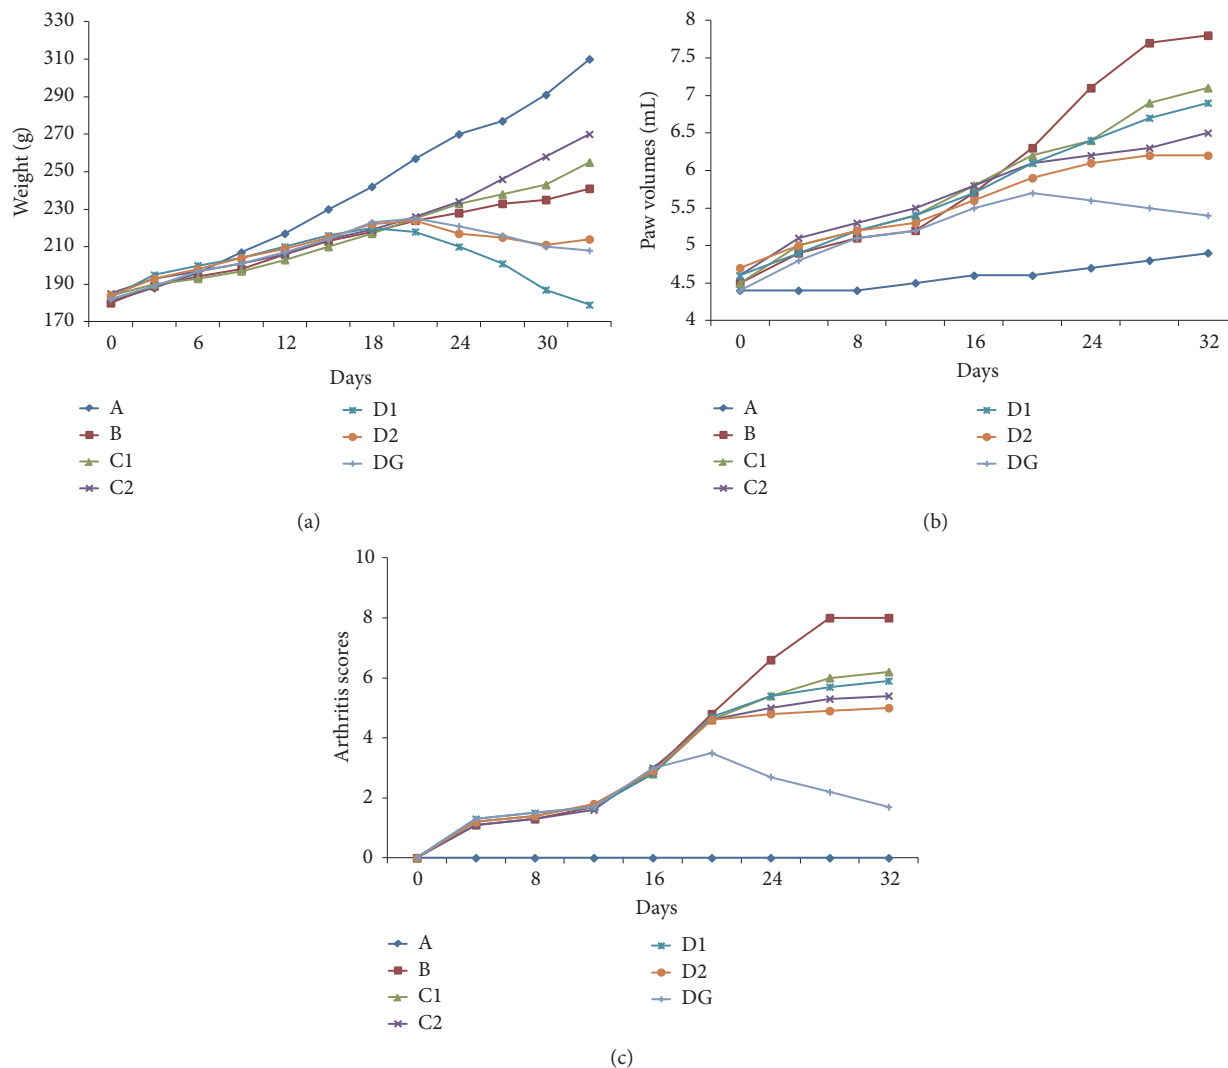 330
310
290
270
250
230
210
190
170
Weight (g)
0 6 12 18 24 30
Days
A
B
C1
C2
D1
D2
DG
(a)
8
7.5
7
6.5
6
5.5
5
4.5
4
Paw volumes (mL)
0 8 16 24 32
Days
A
B
C1
C2
D1
D2
DG
(b)
10
8
6
4
2
0
Arthritis scores
0 8 16 24 32
Days
A
B
C1
C2
D1
D2
DG
(c)